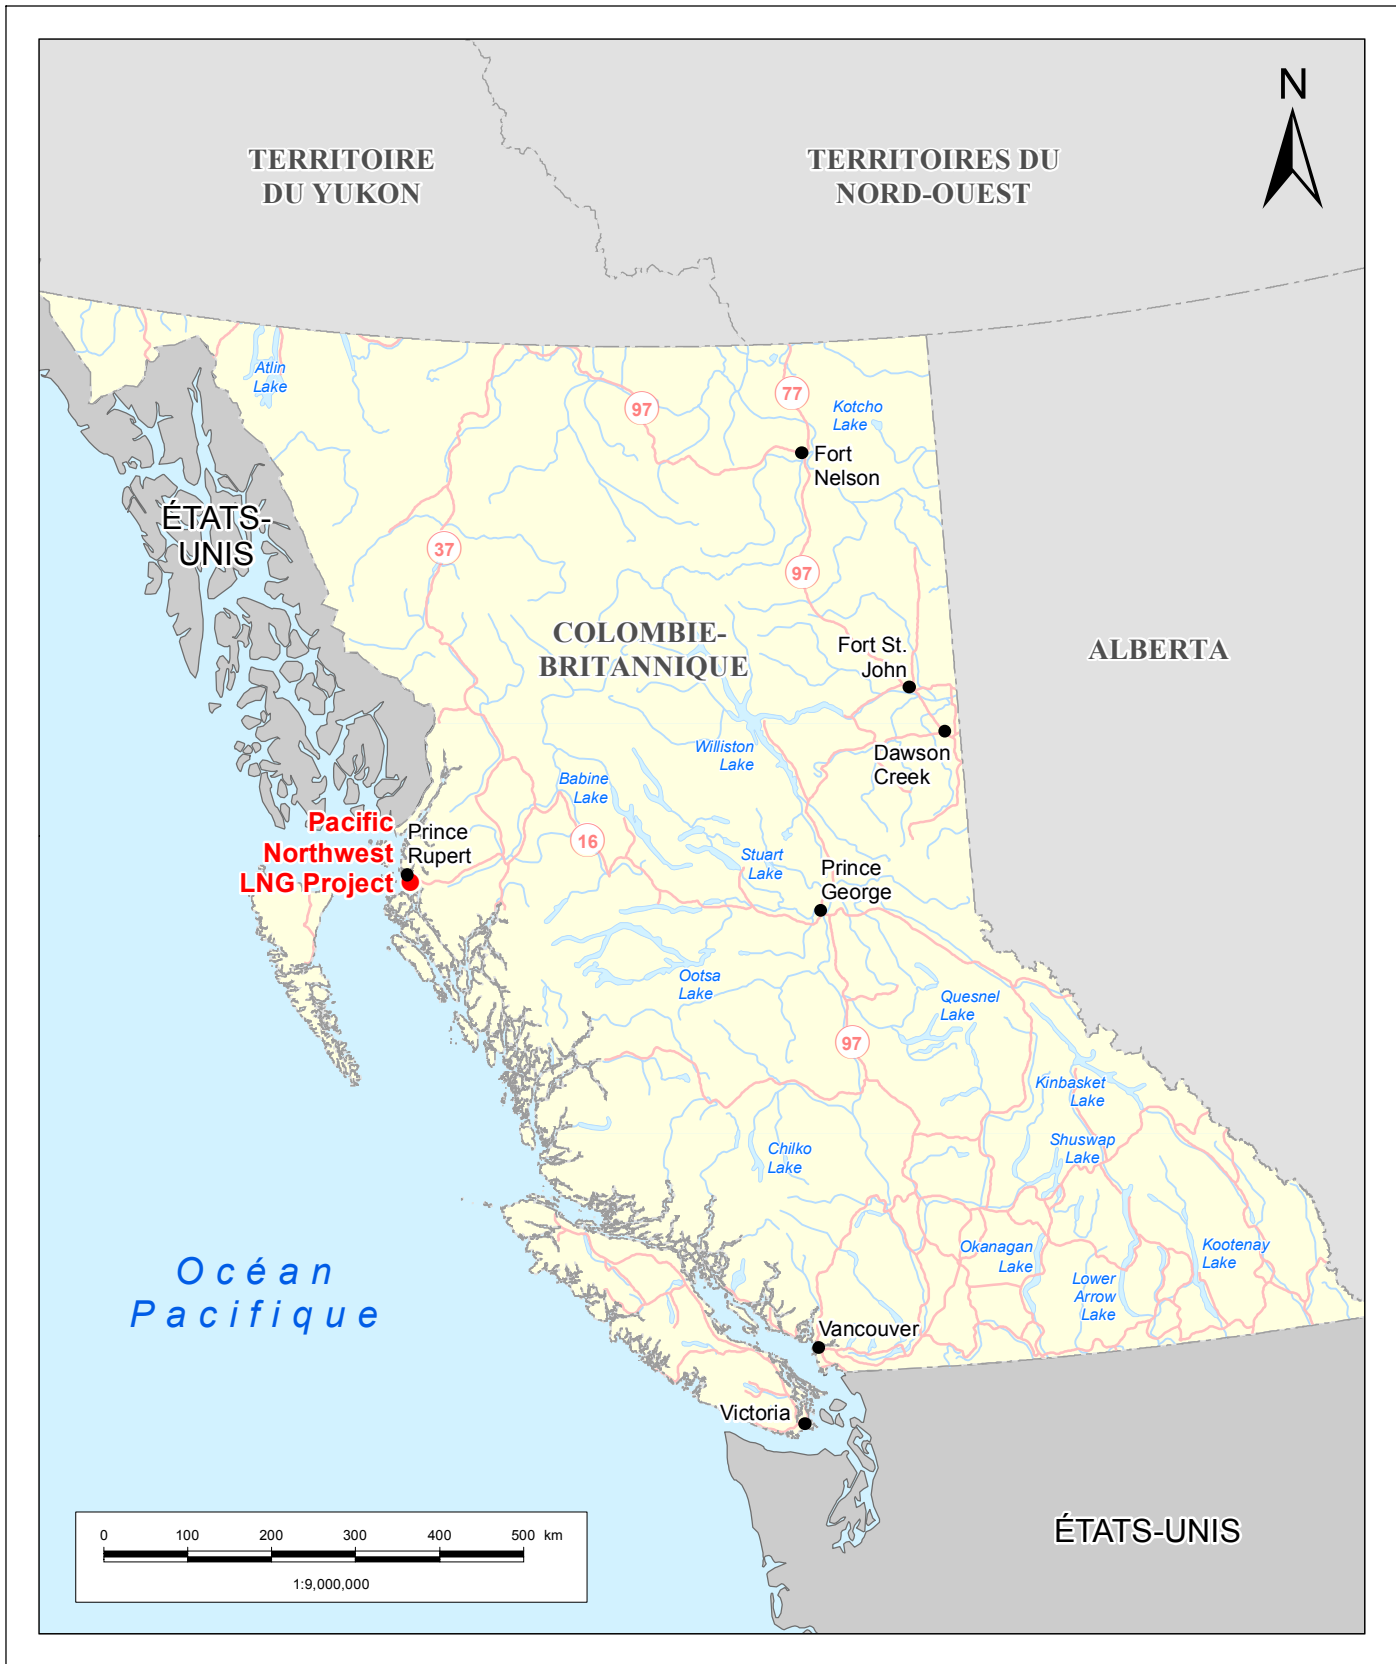 N
TERRITOIRE
DU YUKON
TERRITOIRES DU
NORD-OUEST
Atlin
Lake
97
77
Kotcho
Lake
Fort
Nelson
ÉTATS-
UNIS
37
97
COLOMBIE-
BRITANNIQUE
Fort St.
John
ALBERTA
Williston
Lake
Dawson
Creek
Babine
Lake
Pacific
Northwest
LNG Project
Prince
Rupert
16
Stuart
Lake
Prince
George
Ootsa
Lake
Quesnel
Lake
97
Kinbasket
Lake
Shuswap
Lake
Chilko
Lake
Okanagan
Lake
Kootenay
Lake
Lower
Arrow
Lake
Océan
Pacifique
Vancouver
Victoria
ÉTATS-UNIS
0 100 200 300 400 500 km
1:9,000,000